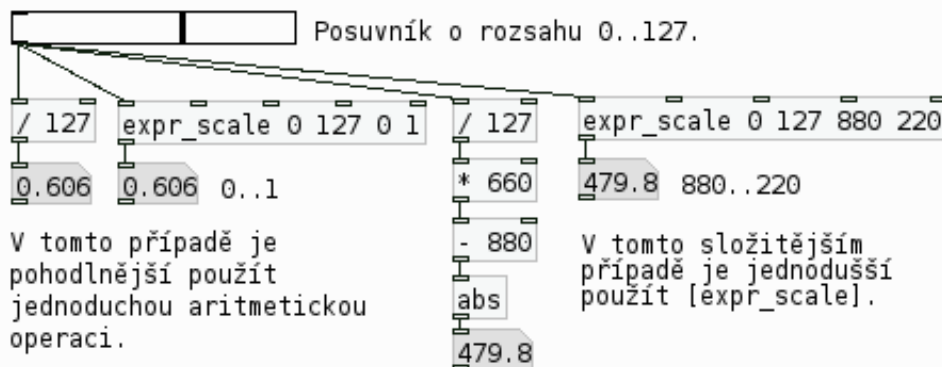 Posuvník o rozsahu 0..127.
/ 127
expr_scale 0 127 0 1
/ 127
expr_scale 0 127 880 220
0.606
0.606
0..1
* 660
479.8
880..220
- 880
V tomto případě je
pohodlnější použít
jednoduchou aritmetickou
operaci.
V tomto složitějším
případě je jednodušší
použít [expr_scale].
abs
479.8